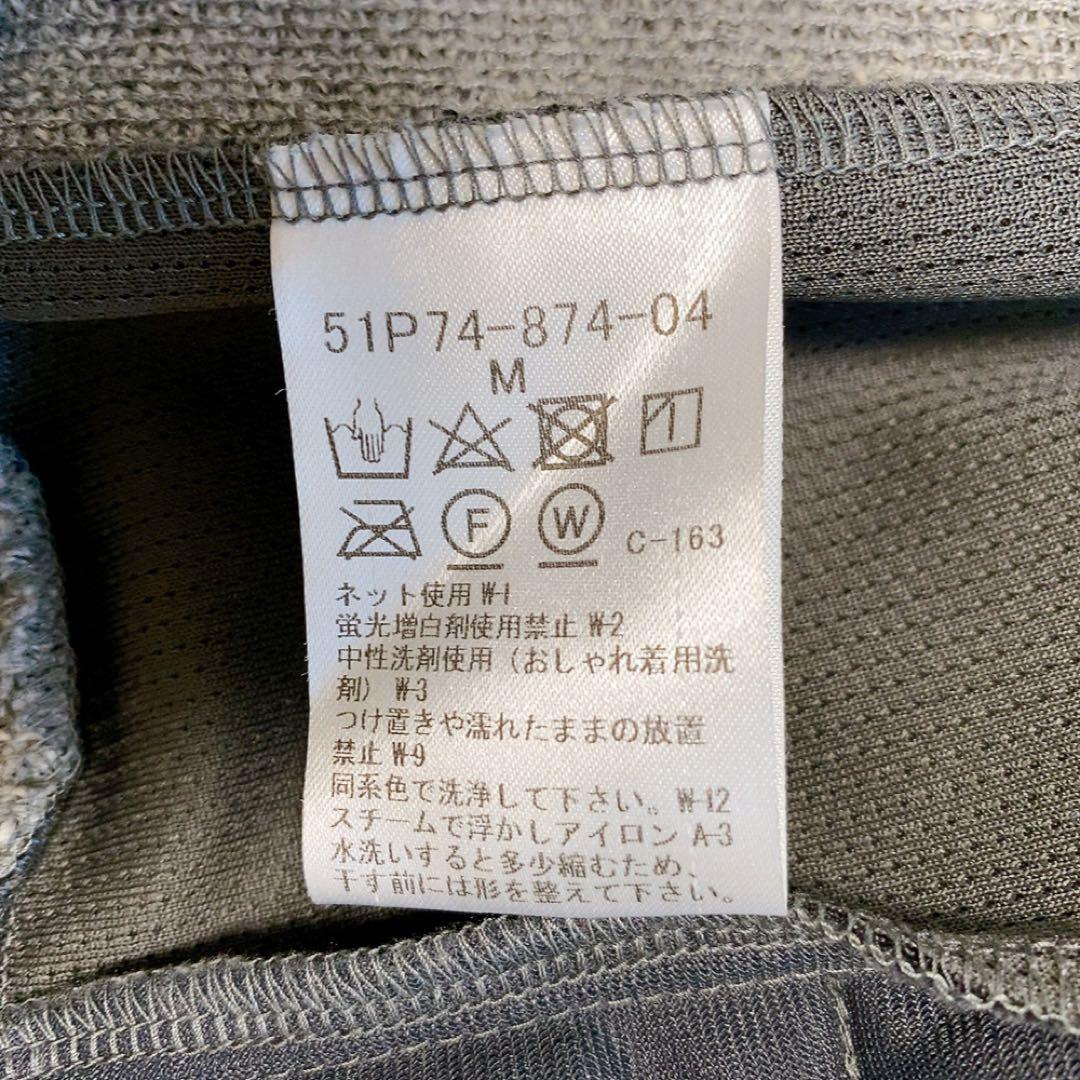 51P74-874-04
M
F W C-163
ネット使用 W-1
蛍光増白剤使用禁止 W-2
中性洗剤使用（おしゃれ着用洗
剤） W-3
つけ置きや濡れたままの放置
禁止 W-9
同系色で洗浄して下さい。W-12
スチームで浮かしアイロン A-3
水洗いすると多少縮むため、
干す前には形を整えて下さい。